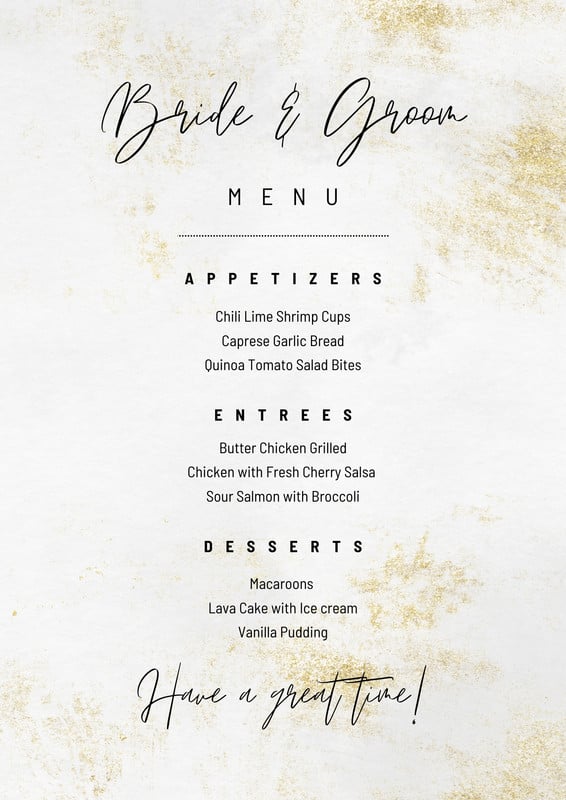 Bride & Groom
MENU
APPETIZERS
Chili Lime Shrimp Cups
Caprese Garlic Bread
Quinoa Tomato Salad Bites
ENTREES
Butter Chicken Grilled
Chicken with Fresh Cherry Salsa
Sour Salmon with Broccoli
DESSERTS
Macaroons
Lava Cake with Ice cream
Vanilla Pudding
Have a great time!